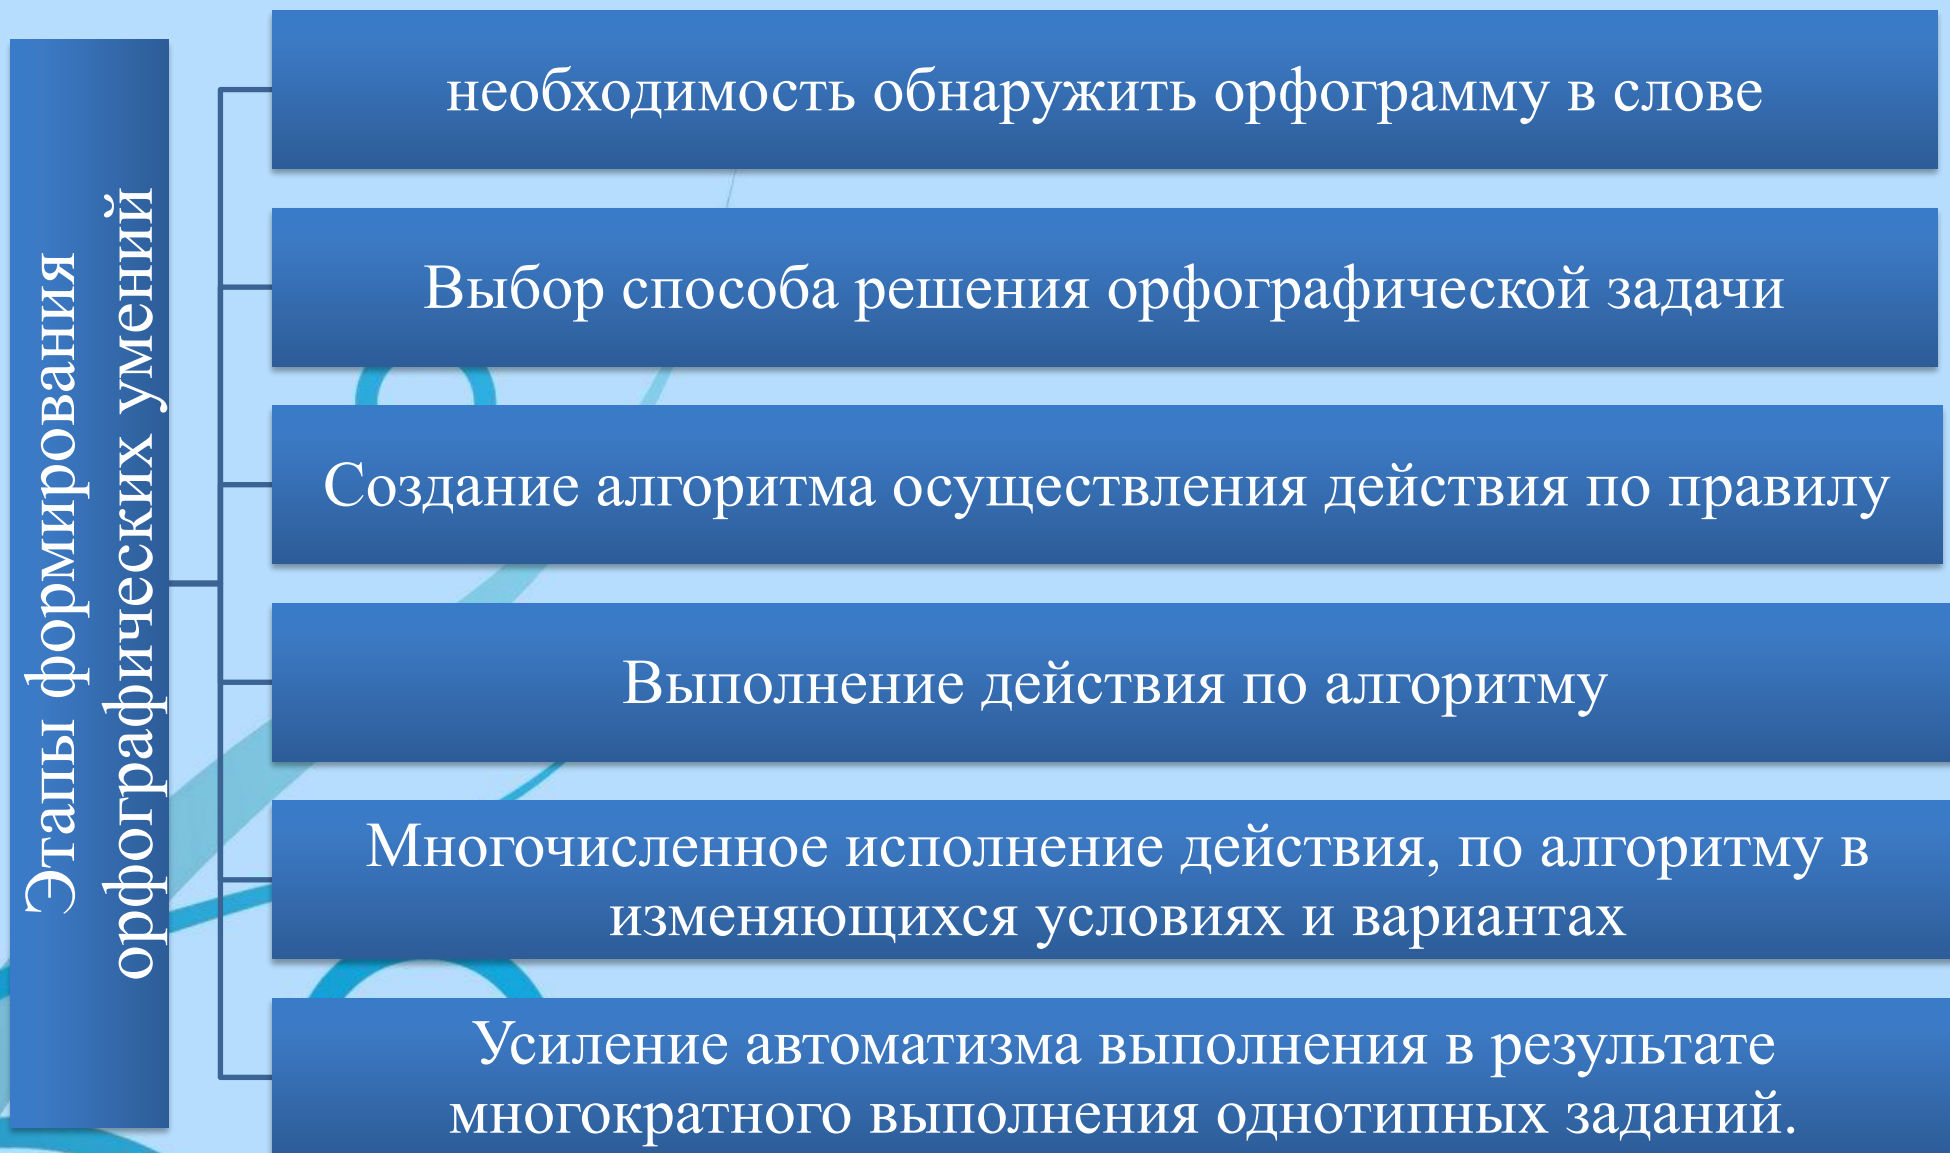 Этапы формирования
орфографических умений
необходимость обнаружить орфограмму в слове
Выбор способа решения орфографической задачи
Создание алгоритма осуществления действия по правилу
Выполнение действия по алгоритму
Многочисленное исполнение действия, по алгоритму в
изменяющихся условиях и вариантах
Усиление автоматизма выполнения в результате
многократного выполнения однотипных заданий.